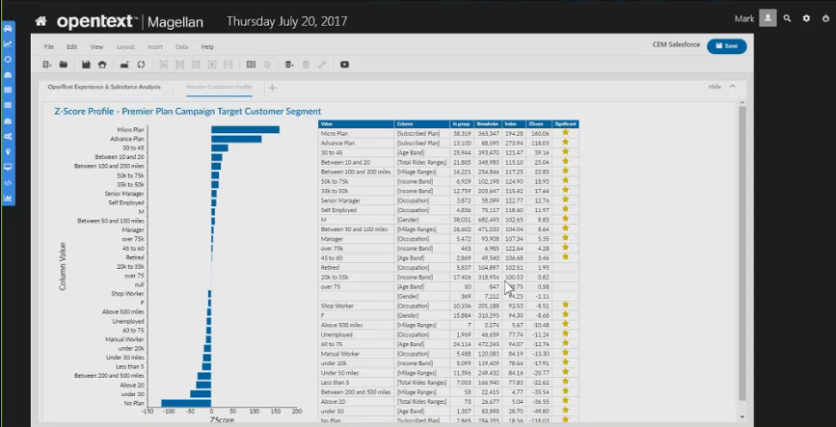 opentext™ | Magellan
Thursday July 20, 2017
Mark
File Edit View Layout Insert Data Help
CEM Salesforce
Save
OpenText Experience & Salesforce Analysis
Premier Customer Profile
Hide
Z-Score Profile - Premier Plan Campaign Target Customer Segment
Column Value
Micro Plan
Advance Plan
30 to 45
Between 10 and 20
Between 100 and 200 miles
50k to 75k
35k to 50k
Senior Manager
Self Employed
M
Between 50 and 100 miles
Manager
over 75k
45 to 60
Retired
20k to 35k
over 75
null
Shop Worker
F
Above 500 miles
Unemployed
60 to 75
Manual Worker
under 20k
Under 50 miles
Less than 5
Between 200 and 500 miles
Above 20
under 30
No Plan
-150 -100 -50 0 50 100 150 200 250
ZScore
Value Column In group Remainder Index ZScore Significant
Micro Plan [Subscribed Plan] 38,319 363,347 194.28 160.06
Advance Plan [Subscribed Plan] 13,100 88,095 118.03
30 to 45 [Age Band] 25,944 393,470 121.47 39.16
Between 10 and 20 [Total Rides Ranges] 21,805 348,985 115.10 25.04
Between 100 and 200 miles [Milage Ranges] 16,221 254,846 117.25 22.83
50k to 75k [Income Band] 6,929 102,198 124.90 18.95
35k to 50k [Income Band] 12,759 203,647 115.42 17.64
Senior Manager [Occupation] 3,872 58,099 122.77 12.76
Self Employed [Occupation] 4,836 75,117 118.60 11.97
M [Gender] 38,031 682,493 102.65 8.83
Between 50 and 100 miles [Milage Ranges] 26,602 471,033 104.04 8.64
Manager [Occupation] 5,472 93,908 107.34 5.35
over 75k [Income Band] 465 6,985 122.64 4.28
45 to 60 [Age Band] 2,869 49,540 106.68 3.46
Retired [Occupation] 5,837 104,897 102.51 1.95
20k to 35k [Income Band] 17,406 318,956 100.53 0.82
over 75 [Age Band] 50 847 0.58
[Gender] 369 7,212 94.25 -1.11
Shop Worker [Occupation] 10,106 201,188 92.53 -8.51
F [Gender] 15,884 310,293 94.30 -8.68
Above 500 miles [Milage Ranges] 7 2,274 5.67 -10.48
Unemployed [Occupation] 1,969 46,659 77.74 -11.24
60 to 75 [Age Band] 24,114 472,245 94.07 -12.74
Manual Worker [Occupation] 5,488 120,083 84.19 -13.30
under 20k [Income Band] 5,099 119,409 78.66 -17.91
Under 50 miles [Milage Ranges] 11,396 249,432 84.16 -20.77
Less than 5 [Total Rides Ranges] 7,053 166,940 77.83 -22.62
Between 200 and 500 miles [Milage Ranges] 58 22,415 4.77 -33.54
Above 20 [Total Rides Ranges] 73 26,677 5.04 -36.55
under 30 [Age Band] 1,307 83,898 28.70 -49.80
No Plan [Subscribed Plan] 2,865 284,355 18.56 -118.03